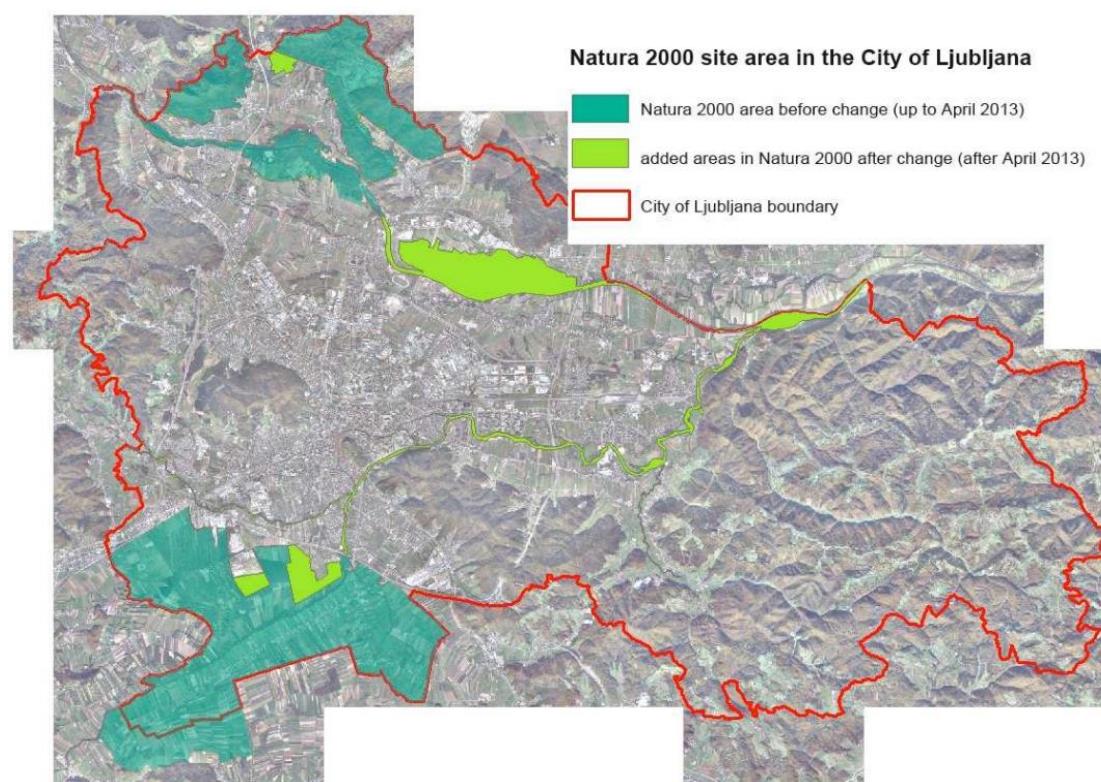 Natura 2000 site area in the City of Ljubljana
Natura 2000 area before change (up to April 2013)
added areas in Natura 2000 after change (after April 2013)
City of Ljubljana boundary